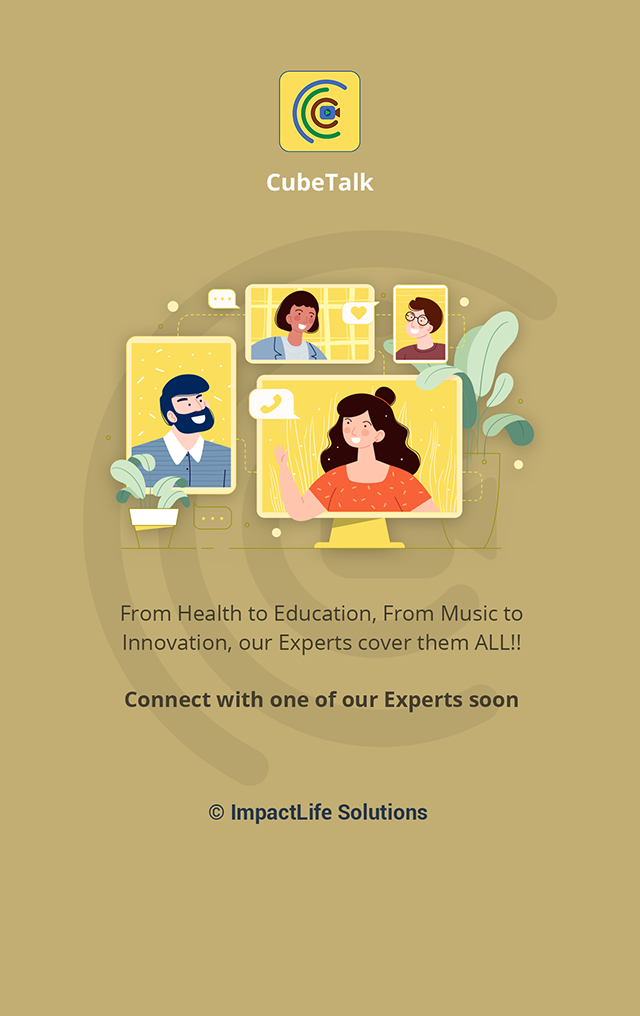 CubeTalk
From Health to Education, From Music to
Innovation, our Experts cover them ALL!!
Connect with one of our Experts soon
© ImpactLife Solutions